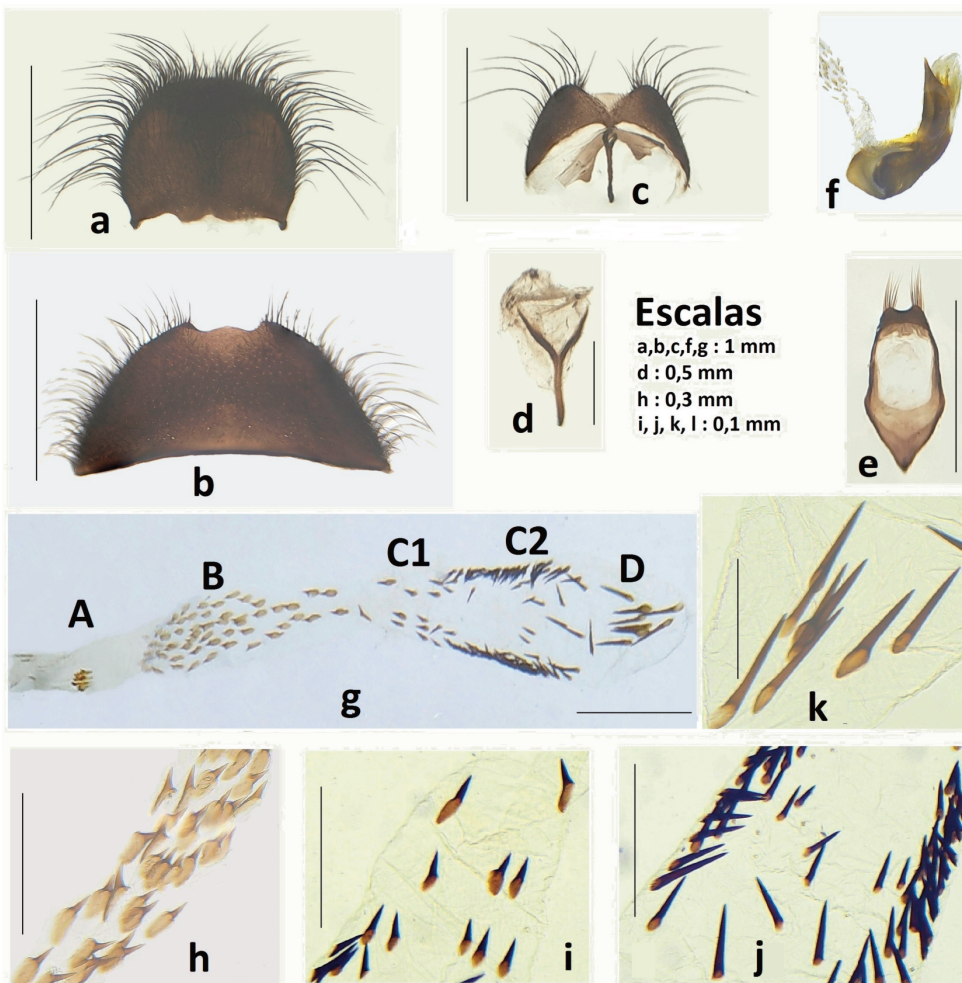 a
c
f
b
d
Escalas
a,b,c,f,g : 1 mm
d : 0,5 mm
h : 0,3 mm
i, j, k, l : 0,1 mm
e
A
B
C1
C2
D
g
k
h
i
j